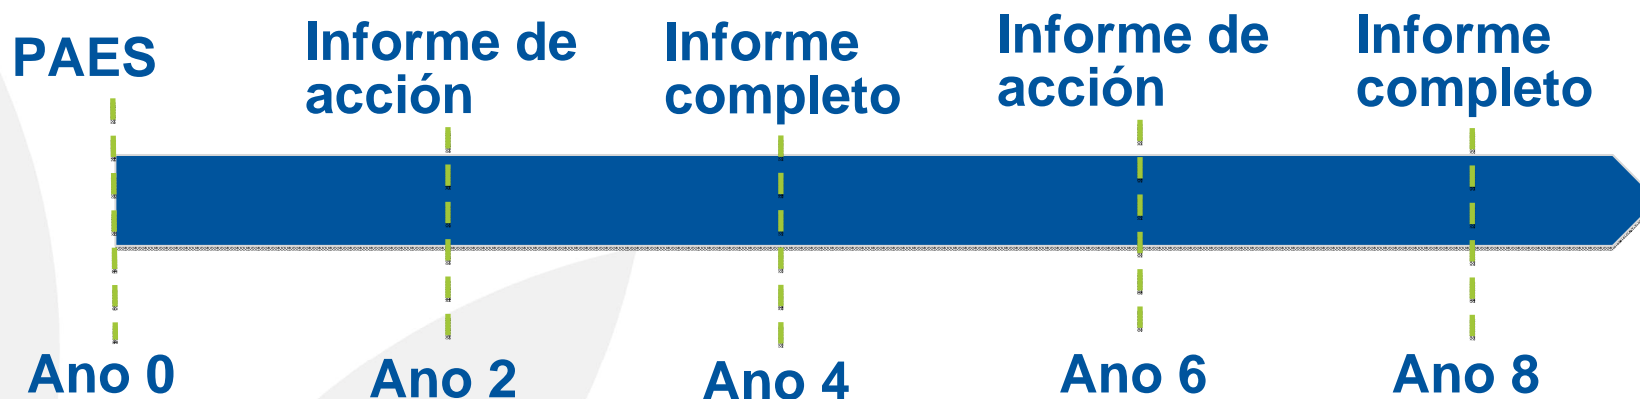 PAES
Informe de
acción
Informe
completo
Informe de
acción
Informe
completo
Ano 0
Ano 2
Ano 4
Ano 6
Ano 8